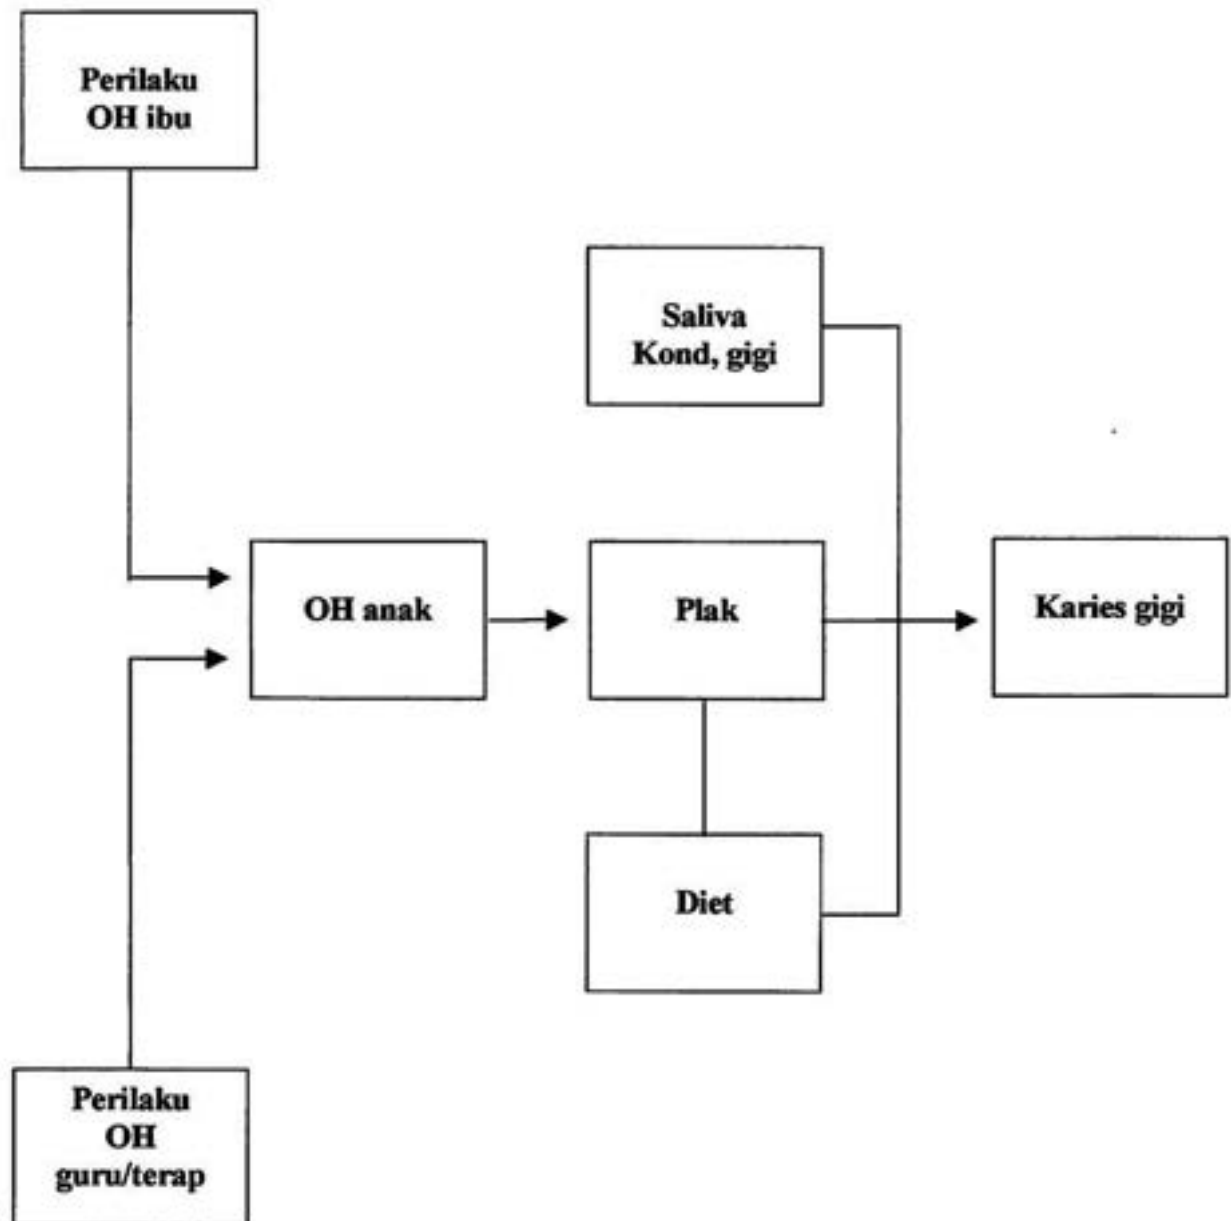 Perilaku
OH ibu
Saliva
Kond, gigi
OH anak
Plak
Karies gigi
Diet
Perilaku
OH
guru/terap